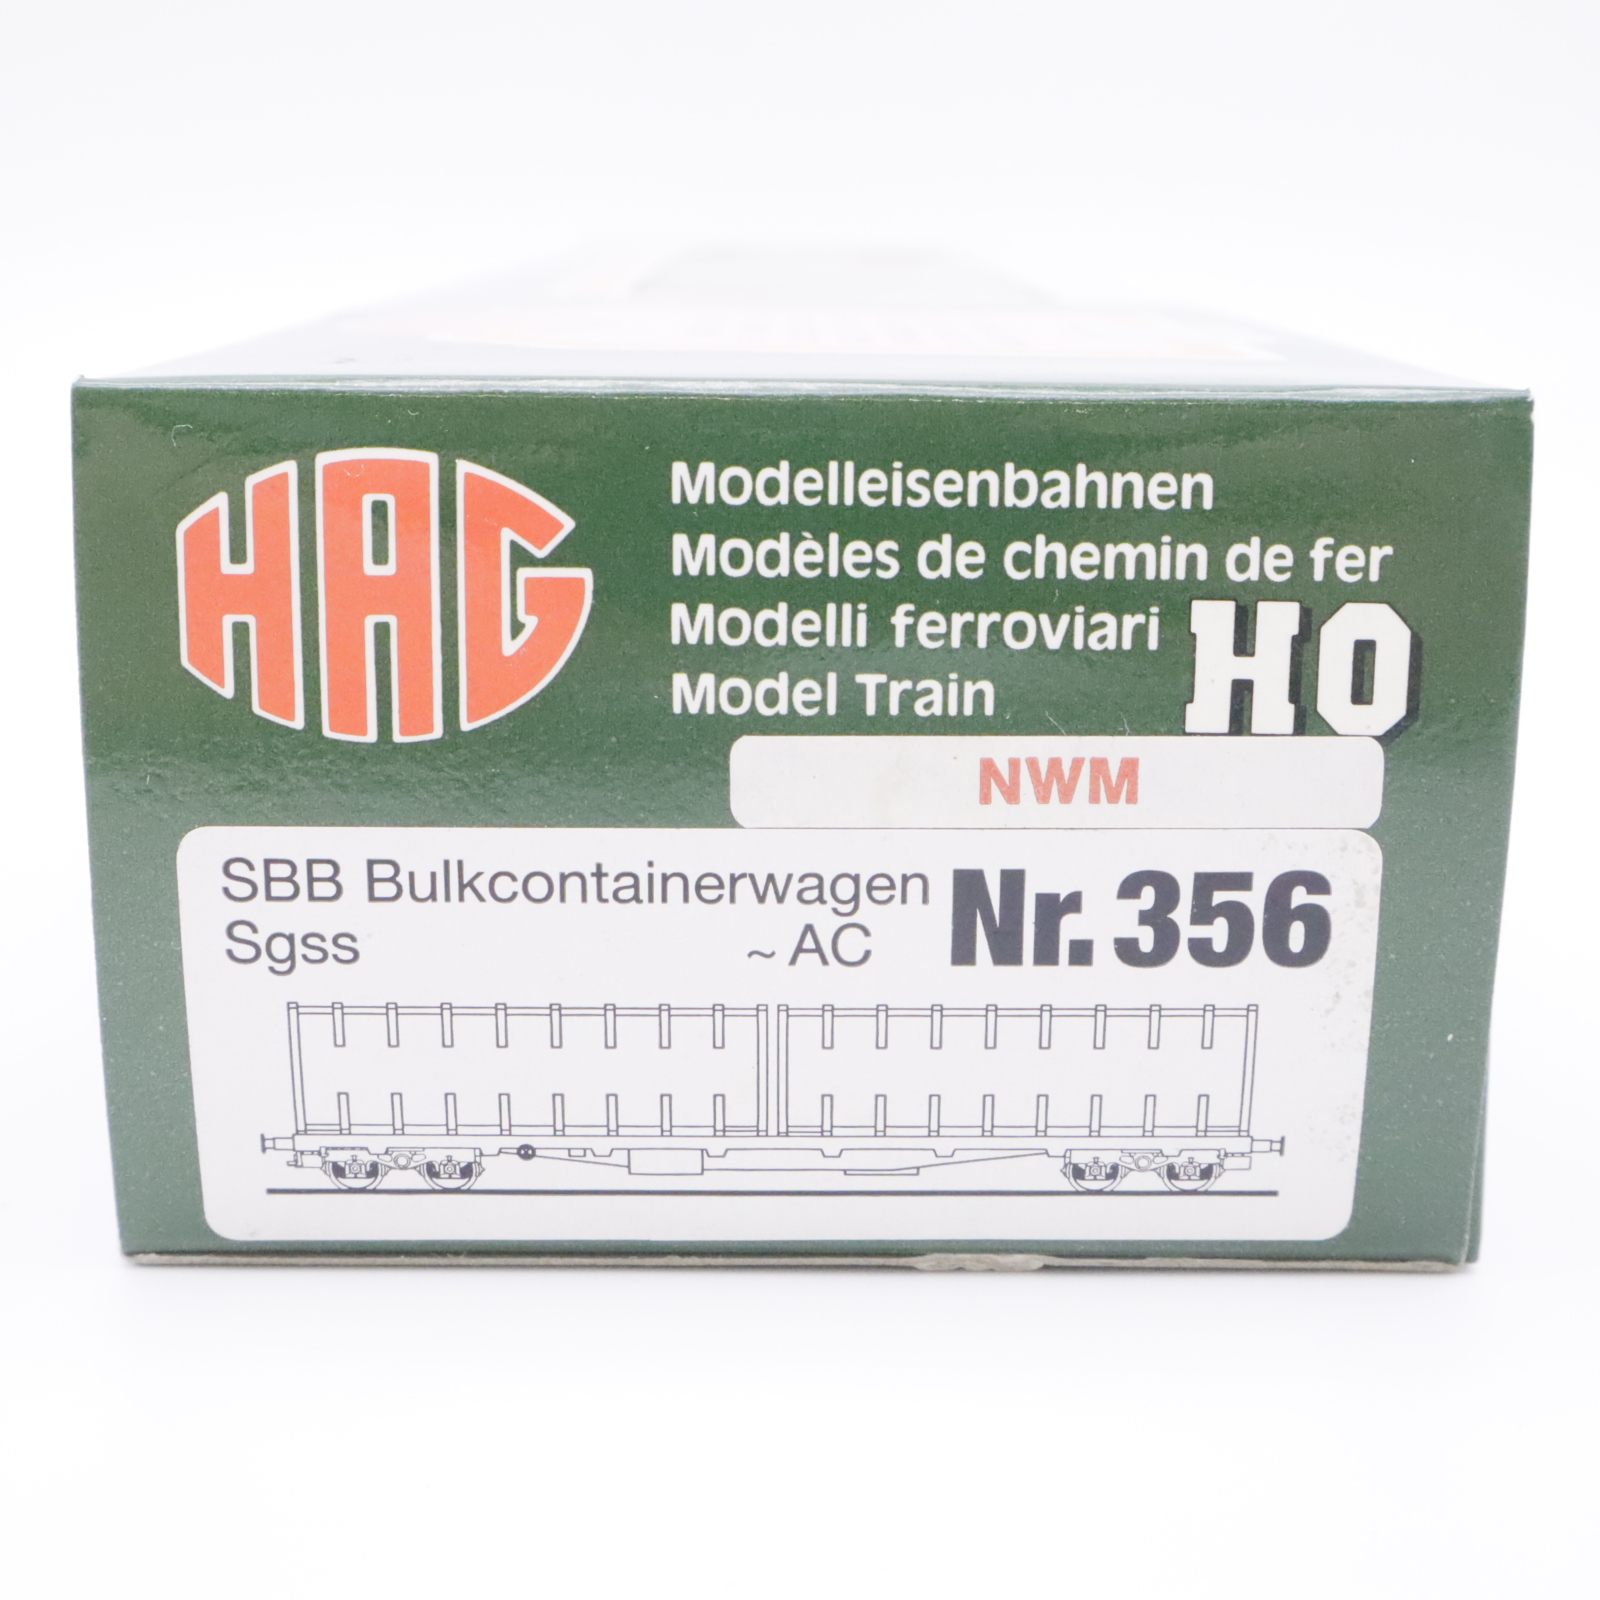 HAG
Modelleisenbahnen
Modèles de chemin de fer
Modelli ferroviari
Model Train
HO
NWM
SBB Bulkcontainerwagen
Sgss ~ AC
Nr. 356